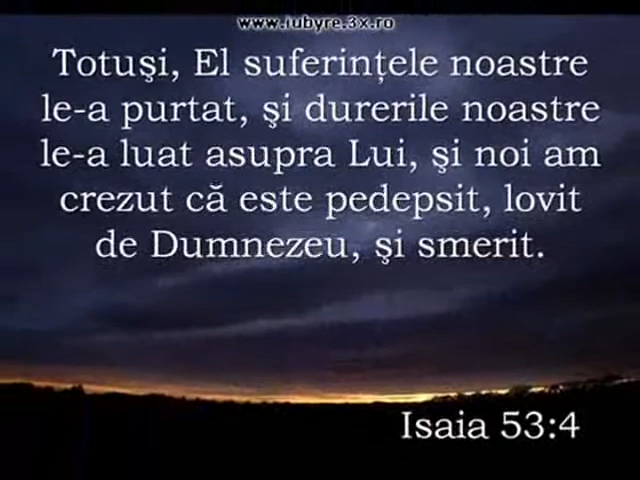 www.iubyre.3x.ro
Totuşi, El suferinţele noastre
le-a purtat, şi durerile noastre
le-a luat asupra Lui, şi noi am
crezut că este pedepsit, lovit
de Dumnezeu, şi smerit.
Isaia 53:4